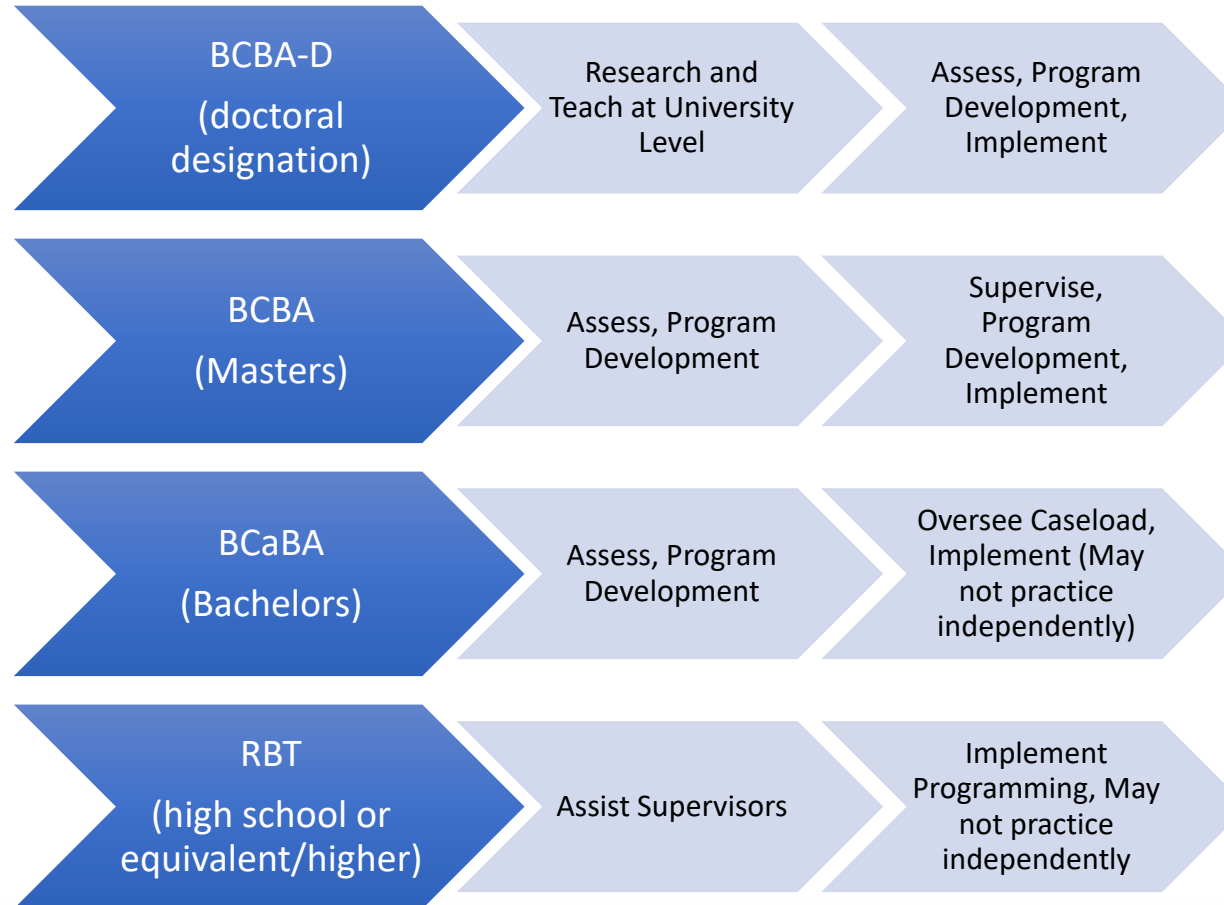 BCBA-D
(doctoral
designation)
Research and
Teach at University
Level
Assess, Program
Development,
Implement
BCBA
(Masters)
Assess, Program
Development
Supervise,
Program
Development,
Implement
BCaBA
(Bachelors)
Assess, Program
Development
Oversee Caseload,
Implement (May
not practice
independently)
RBT
(high school or
equivalent/higher)
Assist Supervisors
Implement
Programming, May
not practice
independently